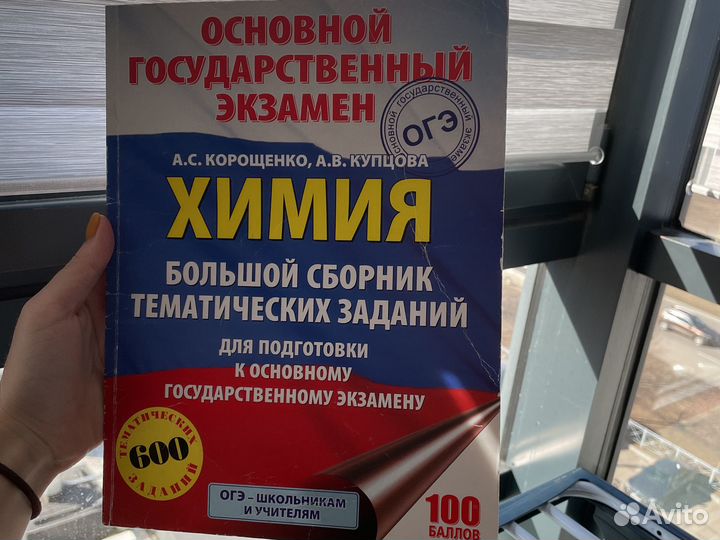 ОСНОВНОЙ
ГОСУДАРСТВЕННЫЙ
ЭКЗАМЕН
основной государственный экзамен
ОГЭ
А.С. КОРОЩЕНКО, А.В. КУПЦОВА
ХИМИЯ
БОЛЬШОЙ СБОРНИК
ТЕМАТИЧЕСКИХ ЗАДАНИЙ
ДЛЯ ПОДГОТОВКИ
К ОСНОВНОМУ
ГОСУДАРСТВЕННОМУ ЭКЗАМЕНУ
ТЕМАТИЧЕСКИХ
600
ЗАДАНИЙ
ОГЭ – ШКОЛЬНИКАМ
И УЧИТЕЛЯМ
100
БАЛЛОВ
Avito